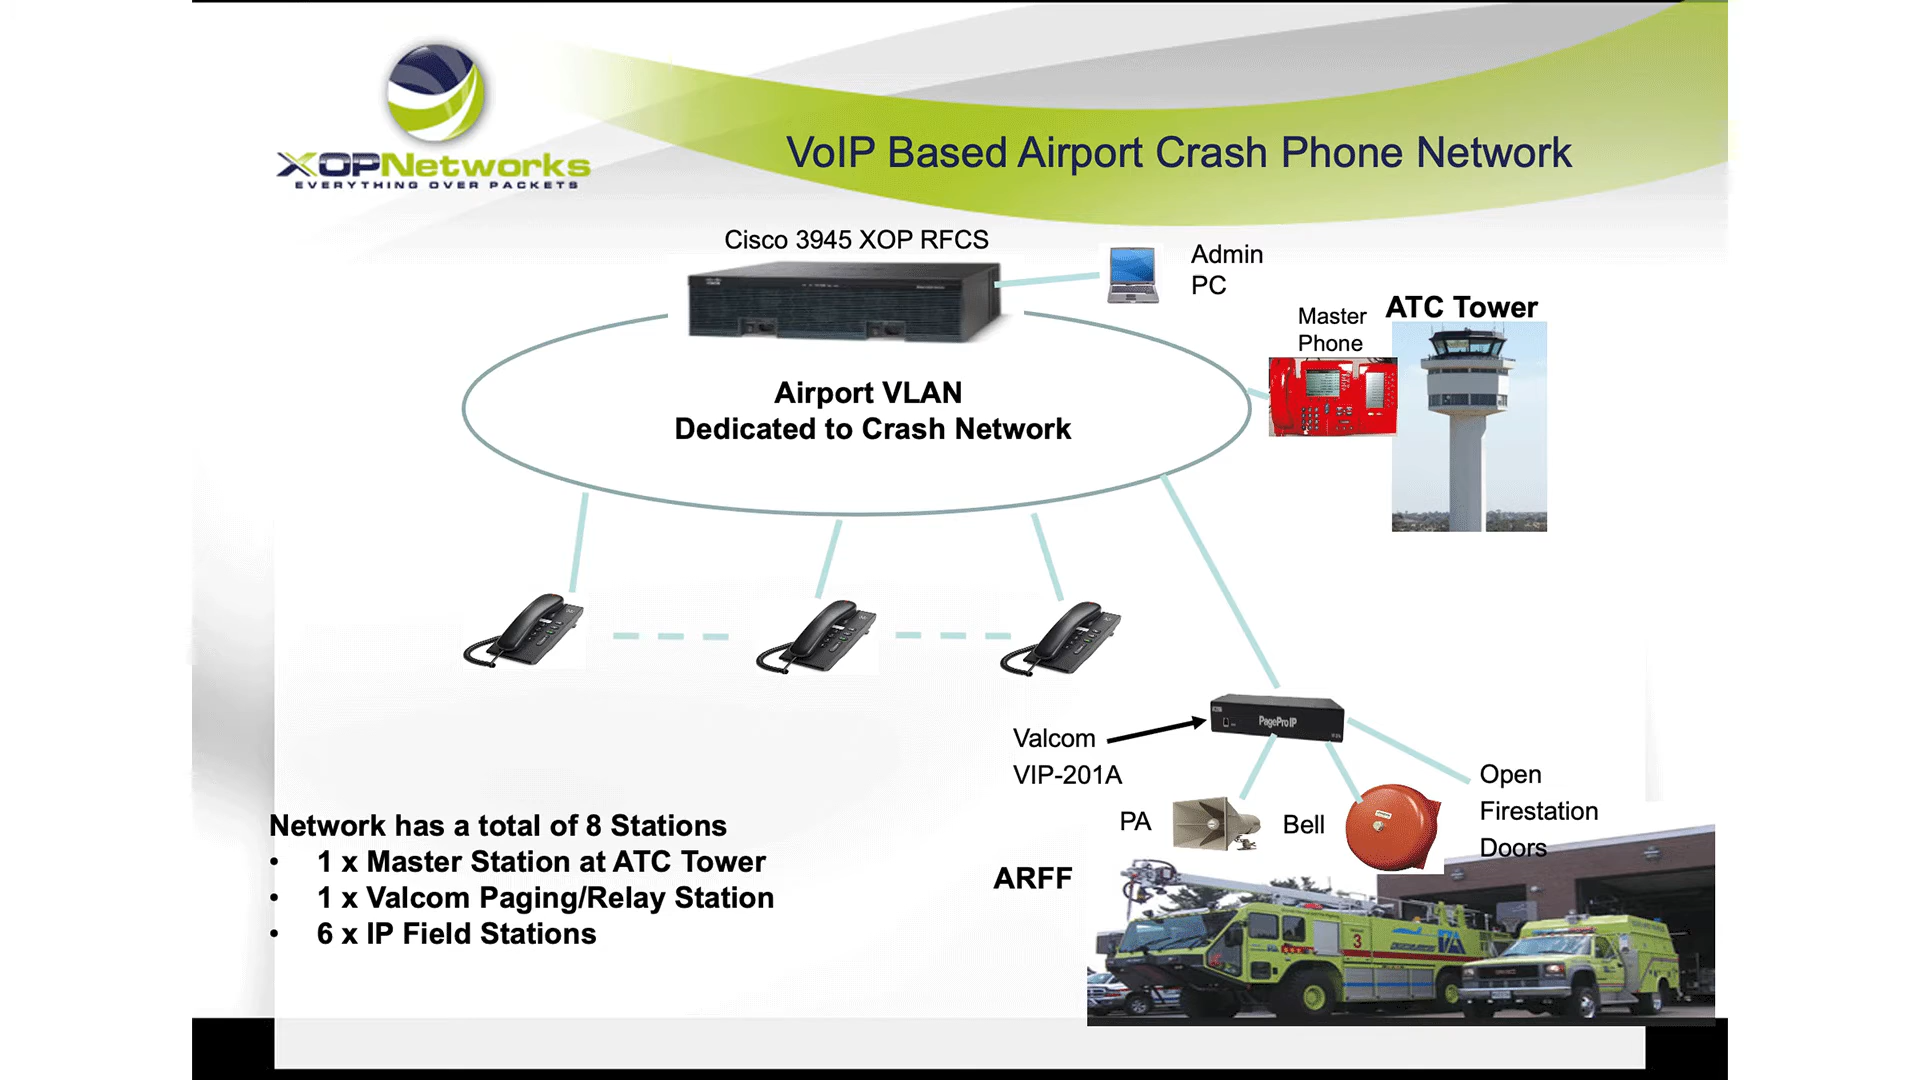 XOPNetworks
EVERYTHING OVER PACKETS
VoIP Based Airport Crash Phone Network
Cisco 3945 XOP RFCS
Admin
PC
Master
Phone
ATC Tower
Airport VLAN
Dedicated to Crash Network
PageProIP
Valcom
VIP-201A
PA
Bell
Open
Firestation
Doors
ARFF
3
Network has a total of 8 Stations
• 1 x Master Station at ATC Tower
• 1 x Valcom Paging/Relay Station
• 6 x IP Field Stations